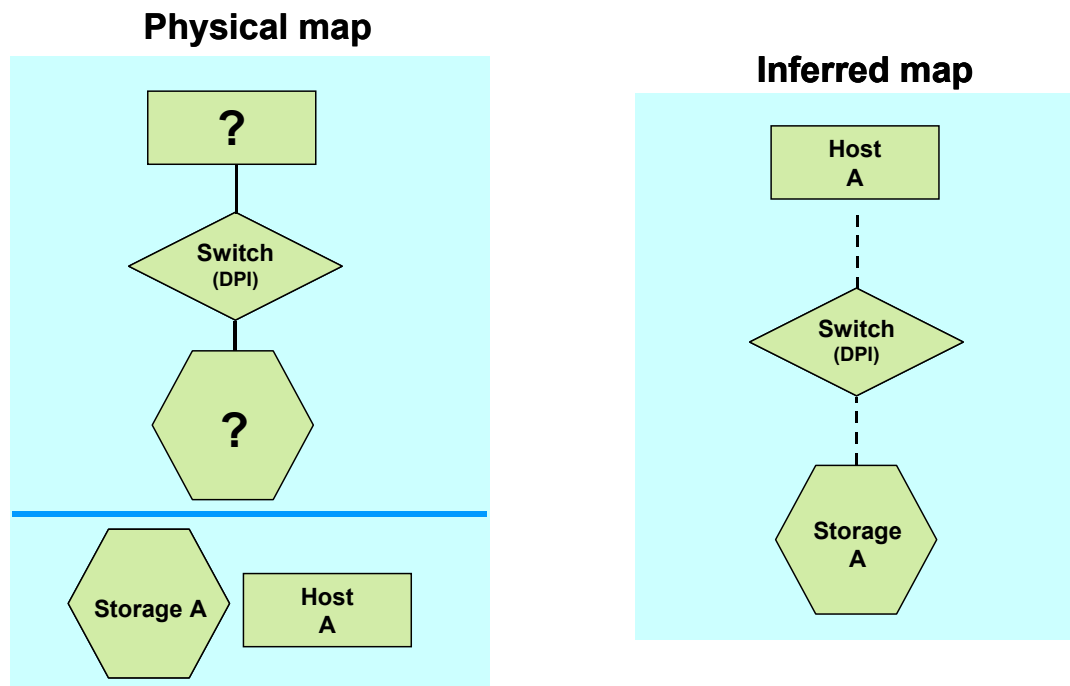 Physical map
?
Switch
(DPI)
?
Storage A
Host
A
Inferred map
Host
A
Switch
(DPI)
Storage
A